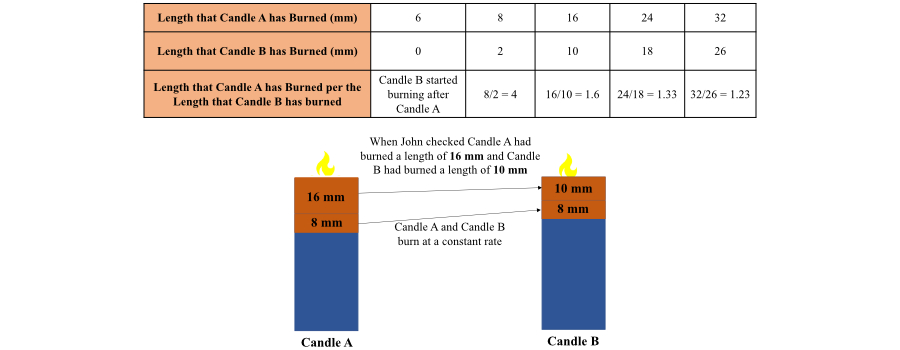 Length that Candle A has Burned (mm) 6 8 16 24 32
Length that Candle B has Burned (mm) 0 2 10 18 26
Length that Candle A has Burned per the
Length that Candle B has burned
Candle B started
burning after
Candle A
8/2 = 4 16/10 = 1.6 24/18 = 1.33 32/26 = 1.23
When John checked Candle A had
burned a length of 16 mm and Candle
B had burned a length of 10 mm
16 mm
10 mm
8 mm
8 mm
Candle A and Candle B
burn at a constant rate
Candle A
Candle B